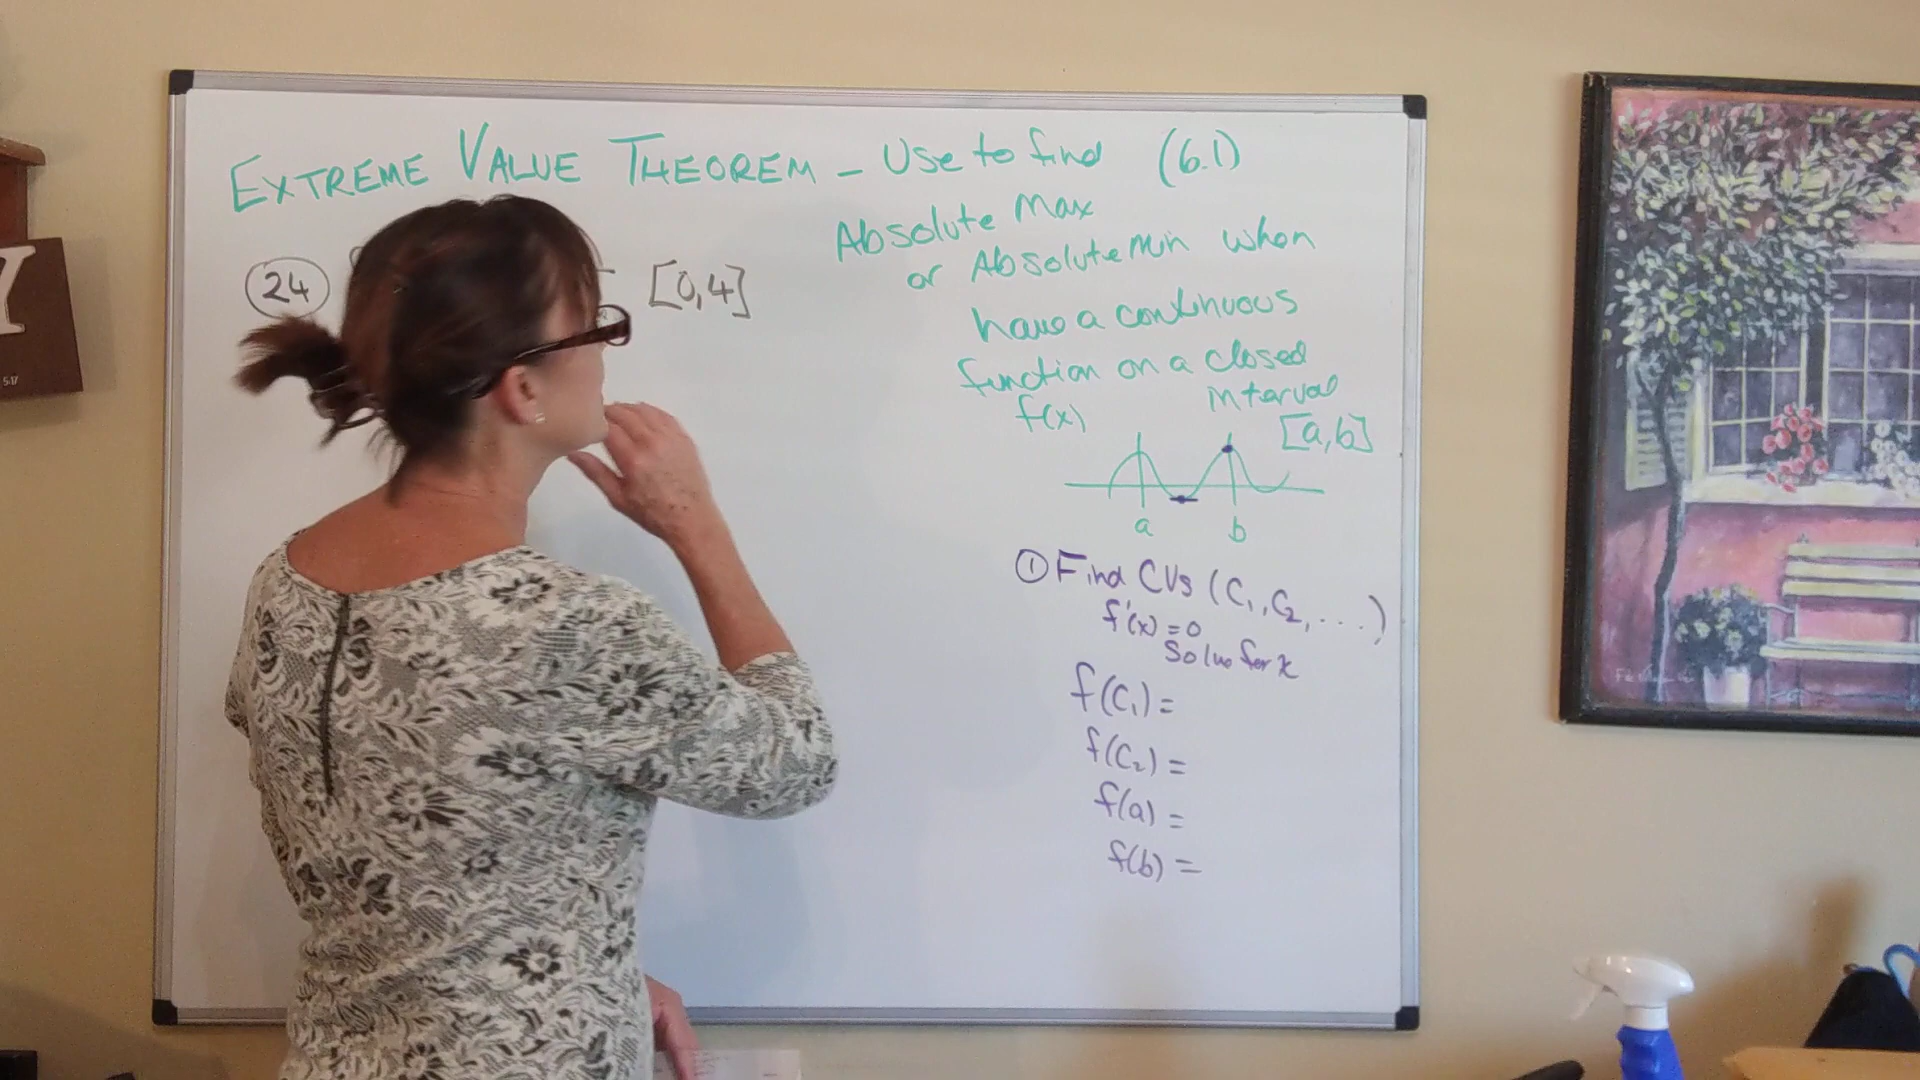 EXTREME VALUE THEOREM - Use to find (6.1)
Absolute Max
or Absolute Min when
have a continuous
function on a closed
interval
f(x)
[a,b]
24 [0,4]
a b
① Find CVs (C₁, C₂, ....)
f'(x) = 0
Solve for x
f(C₁) =
f(C₂) =
f(a) =
f(b) =
Y
517